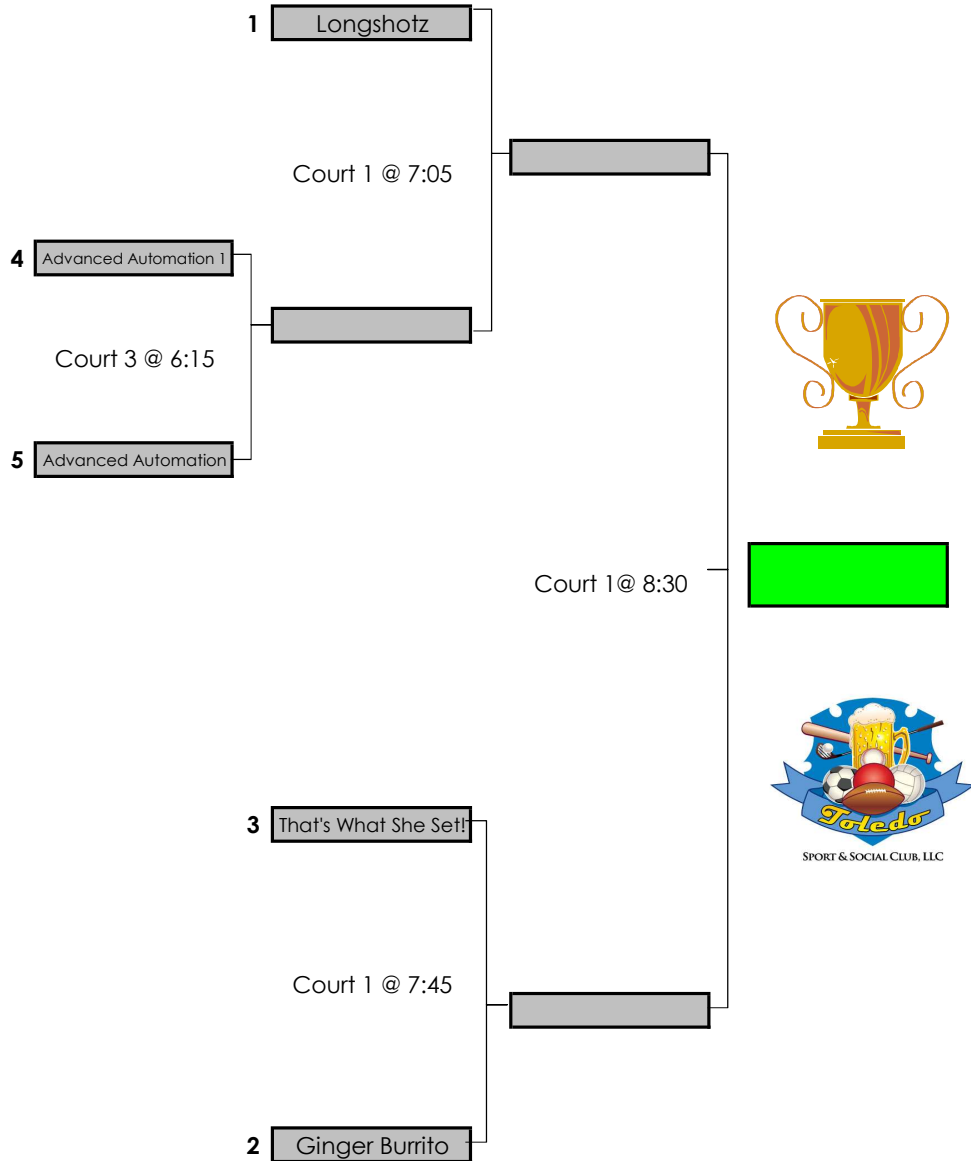 1 Longshotz
Court 1 @ 7:05
4 Advanced Automation 1
Court 3 @ 6:15
5 Advanced Automation
Court 1@ 8:30
Toledo
SPORT & SOCIAL CLUB, LLC
3 That's What She Set!
Court 1 @ 7:45
2 Ginger Burrito